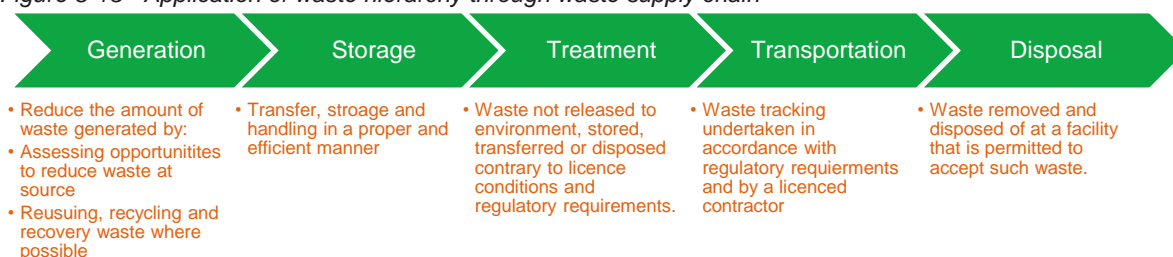 Figure 3-13 - Application of waste hierarchy through waste supply chain
Generation
Storage
Treatment
Transportation
Disposal
• Reduce the amount of
waste generated by:
• Assessing opportunitites
to reduce waste at
source
• Reusuing, recycling and
recovery waste where
possible
• Transfer, stroage and
handling in a proper and
efficient manner
• Waste not released to
environment, stored,
transferred or disposed
contrary to licence
conditions and
regulatory requirements.
• Waste tracking
undertaken in
accordance with
regulatory requierments
and by a licenced
contractor
• Waste removed and
disposed of at a facility
that is permitted to
accept such waste.